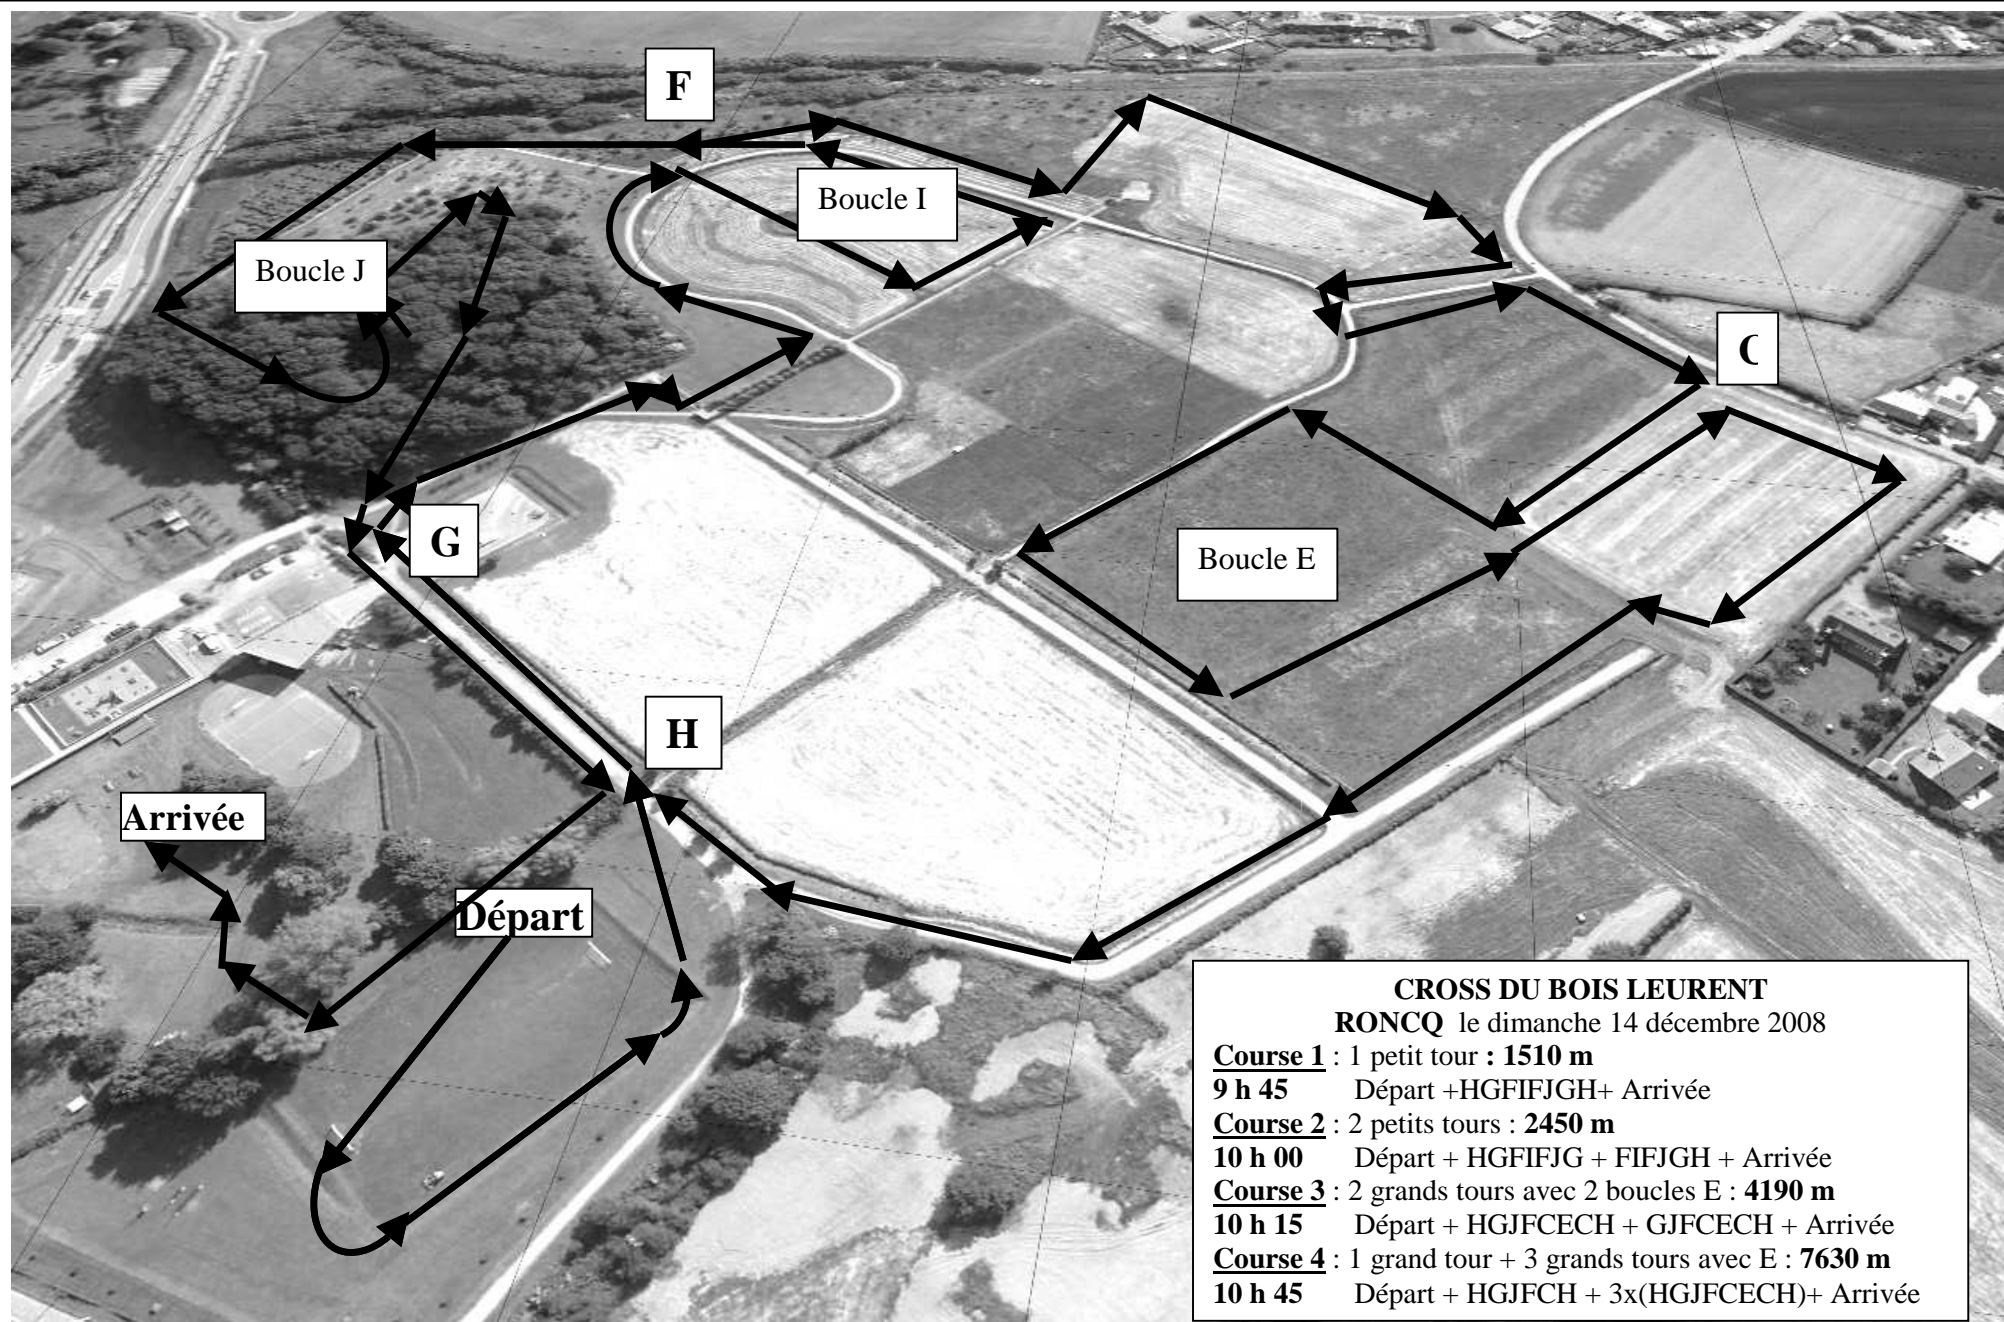 F
Boucle I
Boucle J
C
G
Boucle E
H
Arrivée
Départ
CROSS DU BOIS LEURENT
RONCQ le dimanche 14 décembre 2008
Course 1 : 1 petit tour : 1510 m
9 h 45 Départ +HGFIFJGH+ Arrivée
Course 2 : 2 petits tours : 2450 m
10 h 00 Départ + HGFIFJG + FIFJGH + Arrivée
Course 3 : 2 grands tours avec 2 boucles E : 4190 m
10 h 15 Départ + HGJFCECH + GJFCECH + Arrivée
Course 4 : 1 grand tour + 3 grands tours avec E : 7630 m
10 h 45 Départ + HGJFCH + 3x(HGJFCECH)+ Arrivée